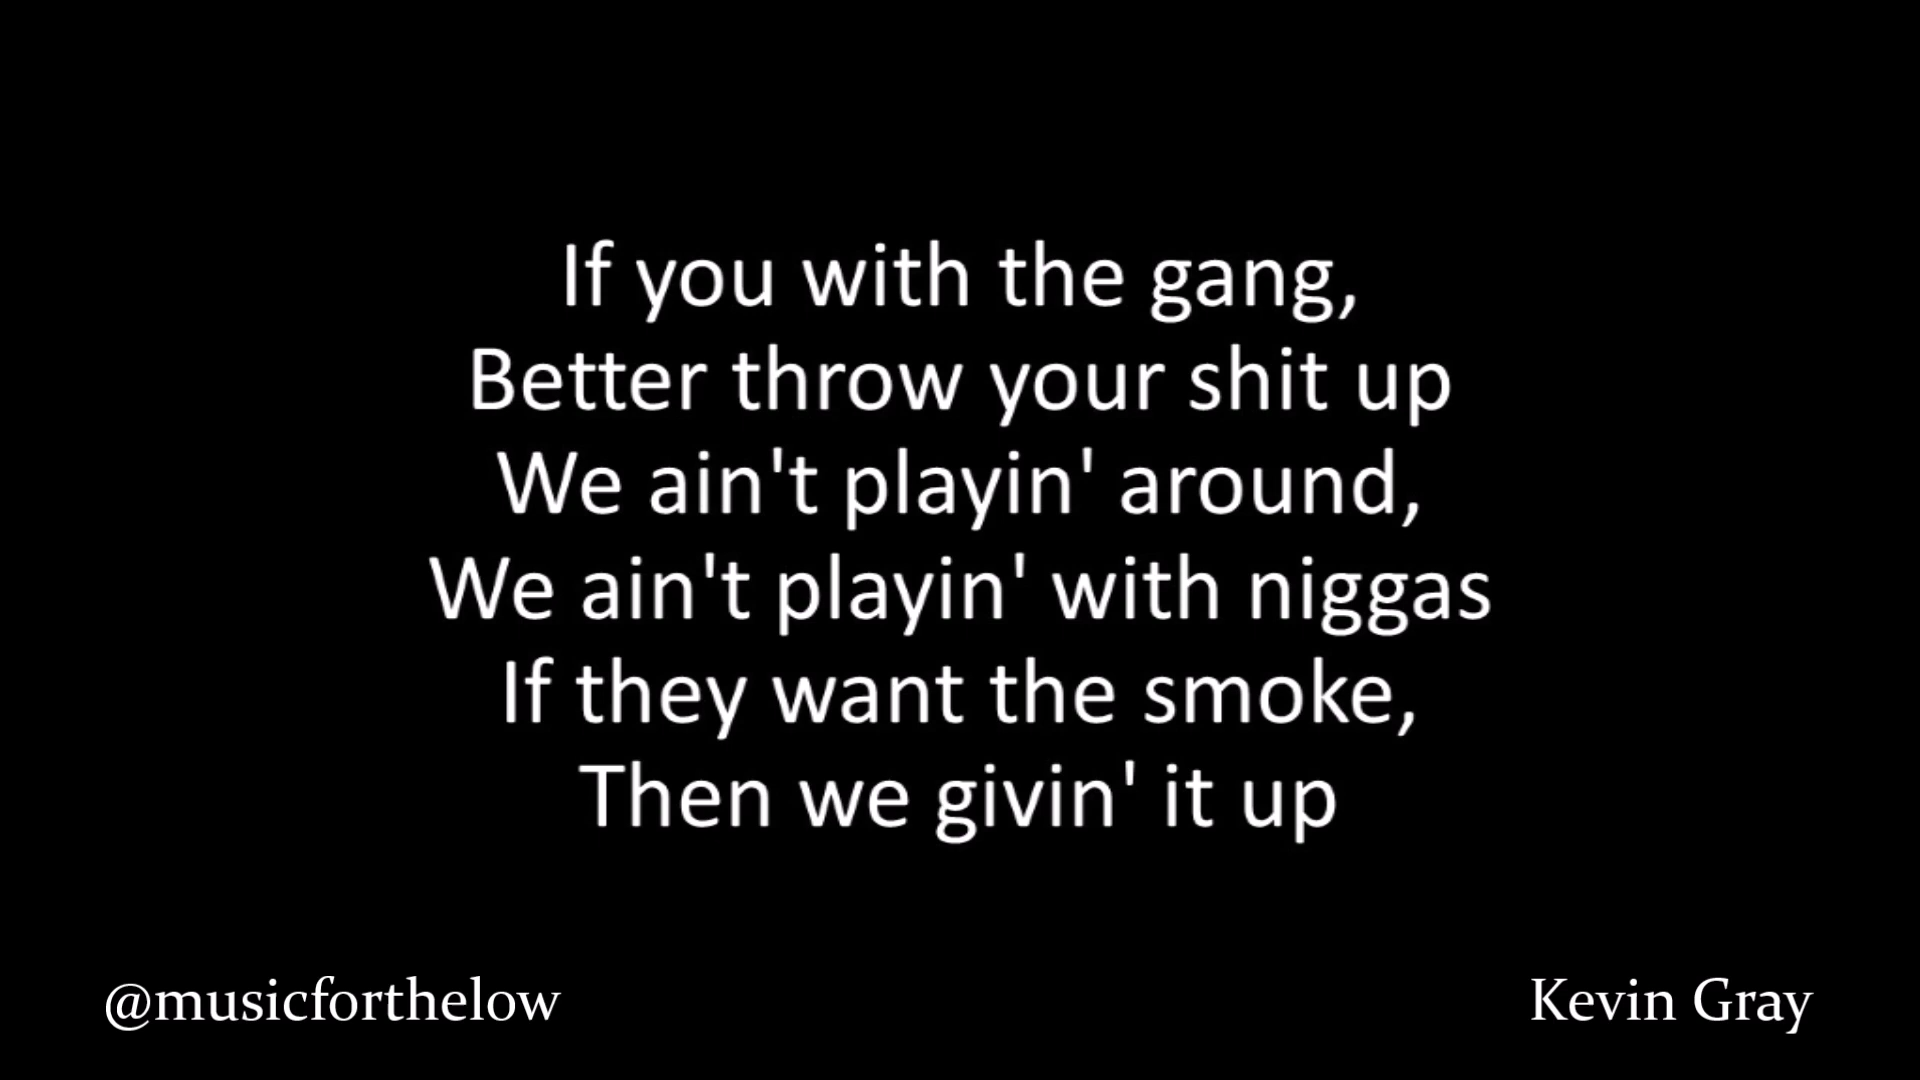 If you with the gang,
Better throw your shit up
We ain't playin' around,
We ain't playin' with niggas
If they want the smoke,
Then we givin' it up
@musicforthelow
Kevin Gray